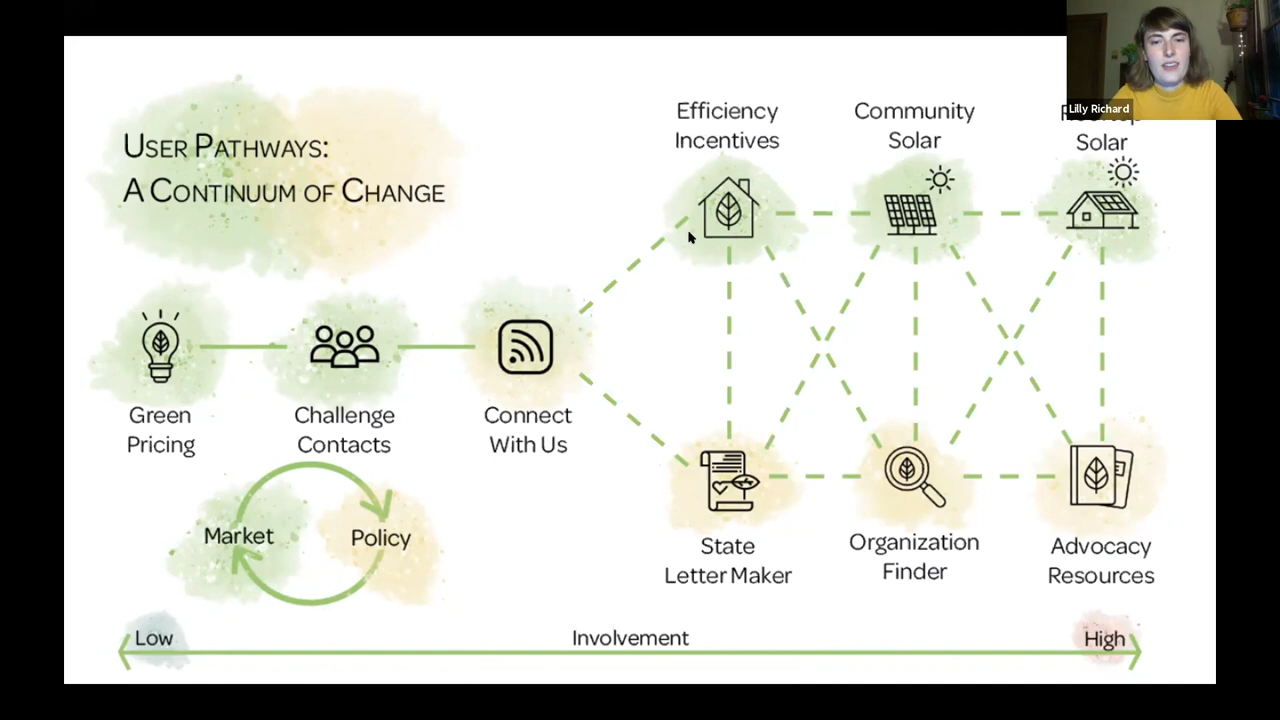 Lilly Richard
USER PATHWAYS:
A CONTINUUM OF CHANGE
Efficiency
Incentives
Community
Solar
Solar
Green
Pricing
Challenge
Contacts
Connect
With Us
Market
Policy
State
Letter Maker
Organization
Finder
Advocacy
Resources
Low
Involvement
High